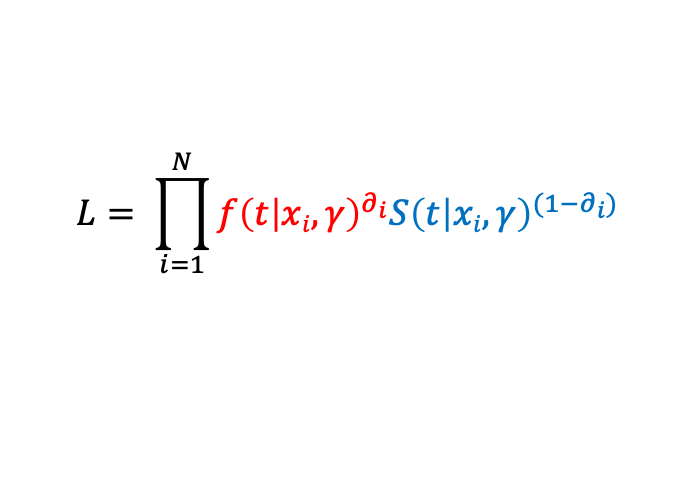 L = ∏_{i=1}^{N} f(t|x_i, γ)^{∂_i} S(t|x_i, γ)^{(1−∂_i)}